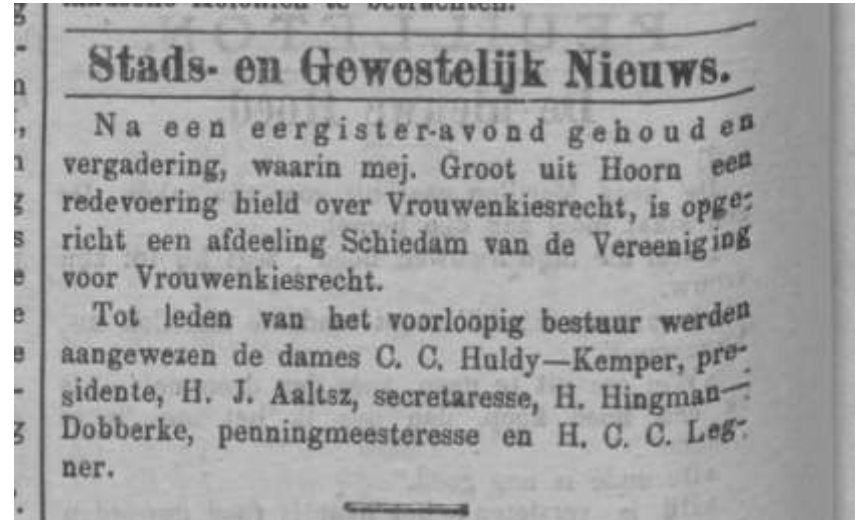 Stads- en Gewestelijk Nieuws.
Na een eergister-avond gehouden
vergadering, waarin mej. Groot uit Hoorn een
redevoering hield over Vrouwenkiesrecht, is opge-
richt een afdeeling Schiedam van de Vereeniging
voor Vrouwenkiesrecht.
Tot leden van het voorloopig bestuur werden
aangewezen de dames C. C. Huldy—Kemper, pre-
sidente, H. J. Aaltsz, secretaresse, H. Hingman—
Dobberke, penningmeesteresse en H. C. C. Leg-
ner.